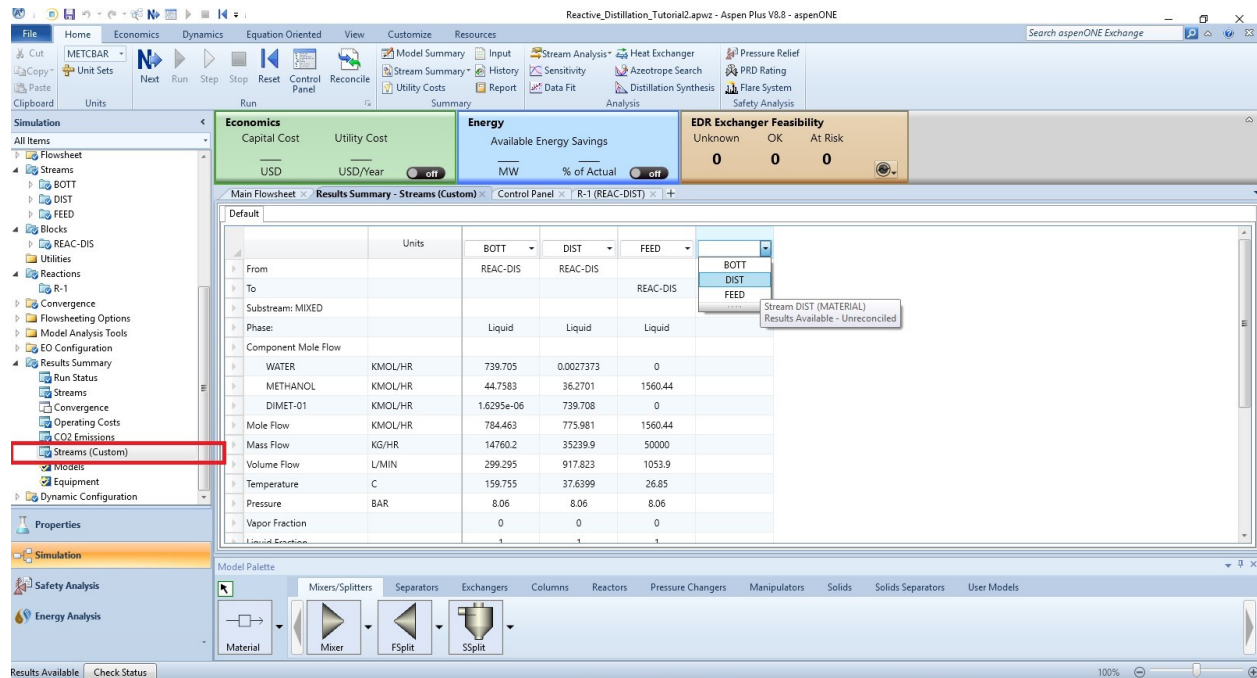 Reactive_Distillation_Tutorial2.apwz - Aspen Plus V8.8 - aspenONE
File Home Economics Dynamics Equation Oriented View Customize Resources Search aspenONE Exchange
Cut METCBAR Model Summary Input Stream Analysis Heat Exchanger Pressure Relief
Copy Unit Sets Next Run Step Stop Reset Control Panel Reconcile Stream Summary History Sensitivity Azeotrope Search PRD Rating
Paste Utility Costs Report Data Fit Distillation Synthesis Flare System
Clipboard Units Run Summary Analysis Safety Analysis
Simulation
All Items
Flowsheet
Streams
BOTT
DIST
FEED
Blocks
REAC-DIS
Utilities
Reactions
R-1
Convergence
Flowsheeting Options
Model Analysis Tools
EO Configuration
Results Summary
Run Status
Streams
Convergence
Operating Costs
CO2 Emissions
Streams (Custom)
Models
Equipment
Dynamic Configuration
Properties
Simulation
Safety Analysis
Energy Analysis
Economics Energy EDR Exchanger Feasibility
Capital Cost Utility Cost Available Energy Savings Unknown OK At Risk
USD USD/Year off MW % of Actual off 0 0 0
Main Flowsheet Results Summary - Streams (Custom) Control Panel R-1 (REAC-DIST) +
Default
Units BOTT DIST FEED
From REAC-DIS REAC-DIS
To REAC-DIS
Substream: MIXED
Phase: Liquid Liquid Liquid
Component Mole Flow
WATER KMOL/HR 739.705 0.0027373 0
METHANOL KMOL/HR 44.7583 36.2701 1560.44
DIMET-01 KMOL/HR 1.6295e-06 739.708 0
Mole Flow KMOL/HR 784.463 775.981 1560.44
Mass Flow KG/HR 14760.2 35239.9 50000
Volume Flow L/MIN 299.295 917.823 1053.9
Temperature C 159.755 37.6399 26.85
Pressure BAR 8.06 8.06 8.06
Vapor Fraction 0 0 0
Liquid Fraction 1 1 1
BOTT
DIST
FEED
Stream DIST (MATERIAL)
Results Available - Unreconciled
Model Palette
Mixers/Splitters Separators Exchangers Columns Reactors Pressure Changers Manipulators Solids Solids Separators User Models
Material Mixer FSplit SSplit
Results Available Check Status 100%